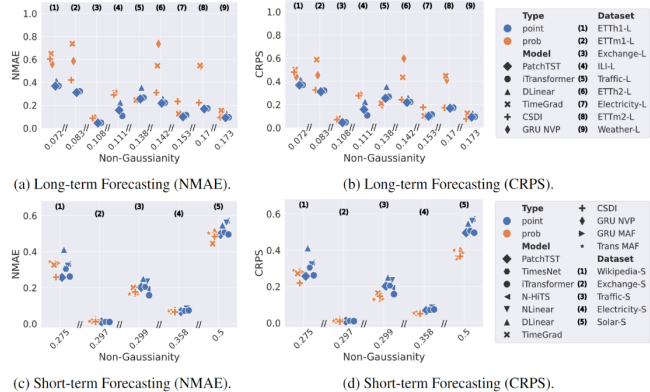 (1) (2) (3) (4) (5) (6) (7) (8) (9)
NMAE
1.0
0.8
0.6
0.4
0.2
0.0
0.072 0.083 0.108 0.111 0.138 0.142 0.153 0.17 0.173
Non-Gaussianity
(a) Long-term Forecasting (NMAE).
(1) (2) (3) (4) (5) (6) (7) (8) (9)
CRPS
1.0
0.8
0.6
0.4
0.2
0.0
0.072 0.083 0.108 0.111 0.138 0.142 0.153 0.17 0.173
Non-Gaussianity
(b) Long-term Forecasting (CRPS).
Type Dataset
point (1) ETTh1-L
prob (2) ETTm1-L
Model (3) Exchange-L
PatchTST (4) ILI-L
iTransformer (5) Traffic-L
DLinear (6) ETTh2-L
TimeGrad (7) Electricity-L
CSDI (8) ETTm2-L
GRU NVP (9) Weather-L
(1) (2) (3) (4) (5)
NMAE
0.6
0.4
0.2
0.0
0.275 0.297 0.299 0.358 0.5
Non-Gaussianity
(c) Short-term Forecasting (NMAE).
(1) (2) (3) (4) (5)
CRPS
0.6
0.4
0.2
0.0
0.275 0.297 0.299 0.358 0.5
Non-Gaussianity
(d) Short-term Forecasting (CRPS).
Type CSDI
point GRU NVP
prob GRU MAF
Model Trans MAF
PatchTST Dataset
TimesNet (1) Wikipedia-S
iTransformer (2) Exchange-S
N-HiTS (3) Traffic-S
NLinear (4) Electricity-S
DLinear (5) Solar-S
TimeGrad